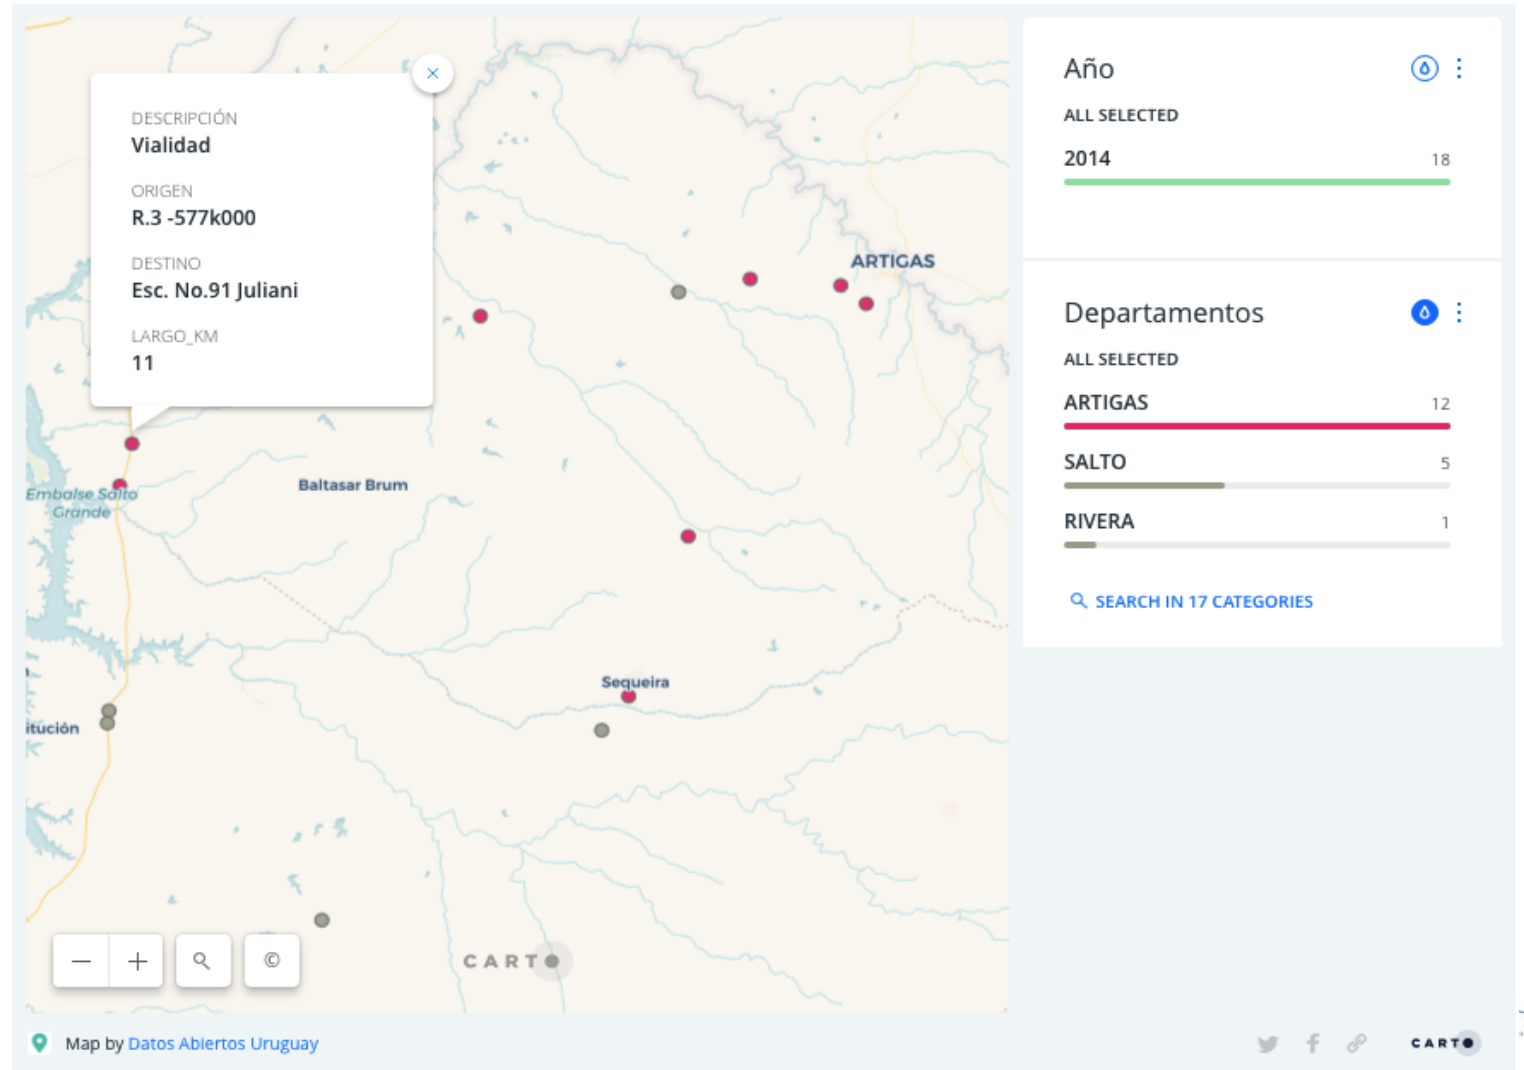 DESCRIPCIÓN
Vialidad
ORIGEN
R.3 -577k000
DESTINO
Esc. No.91 Juliani
LARGO_KM
11
ARTIGAS
Embalse Salto
Grande
Baltasar Brum
Sequeira
itución
CART
Map by Datos Abiertos Uruguay
Año
ALL SELECTED
2014 18
Departamentos
ALL SELECTED
ARTIGAS 12
SALTO 5
RIVERA 1
SEARCH IN 17 CATEGORIES
CART